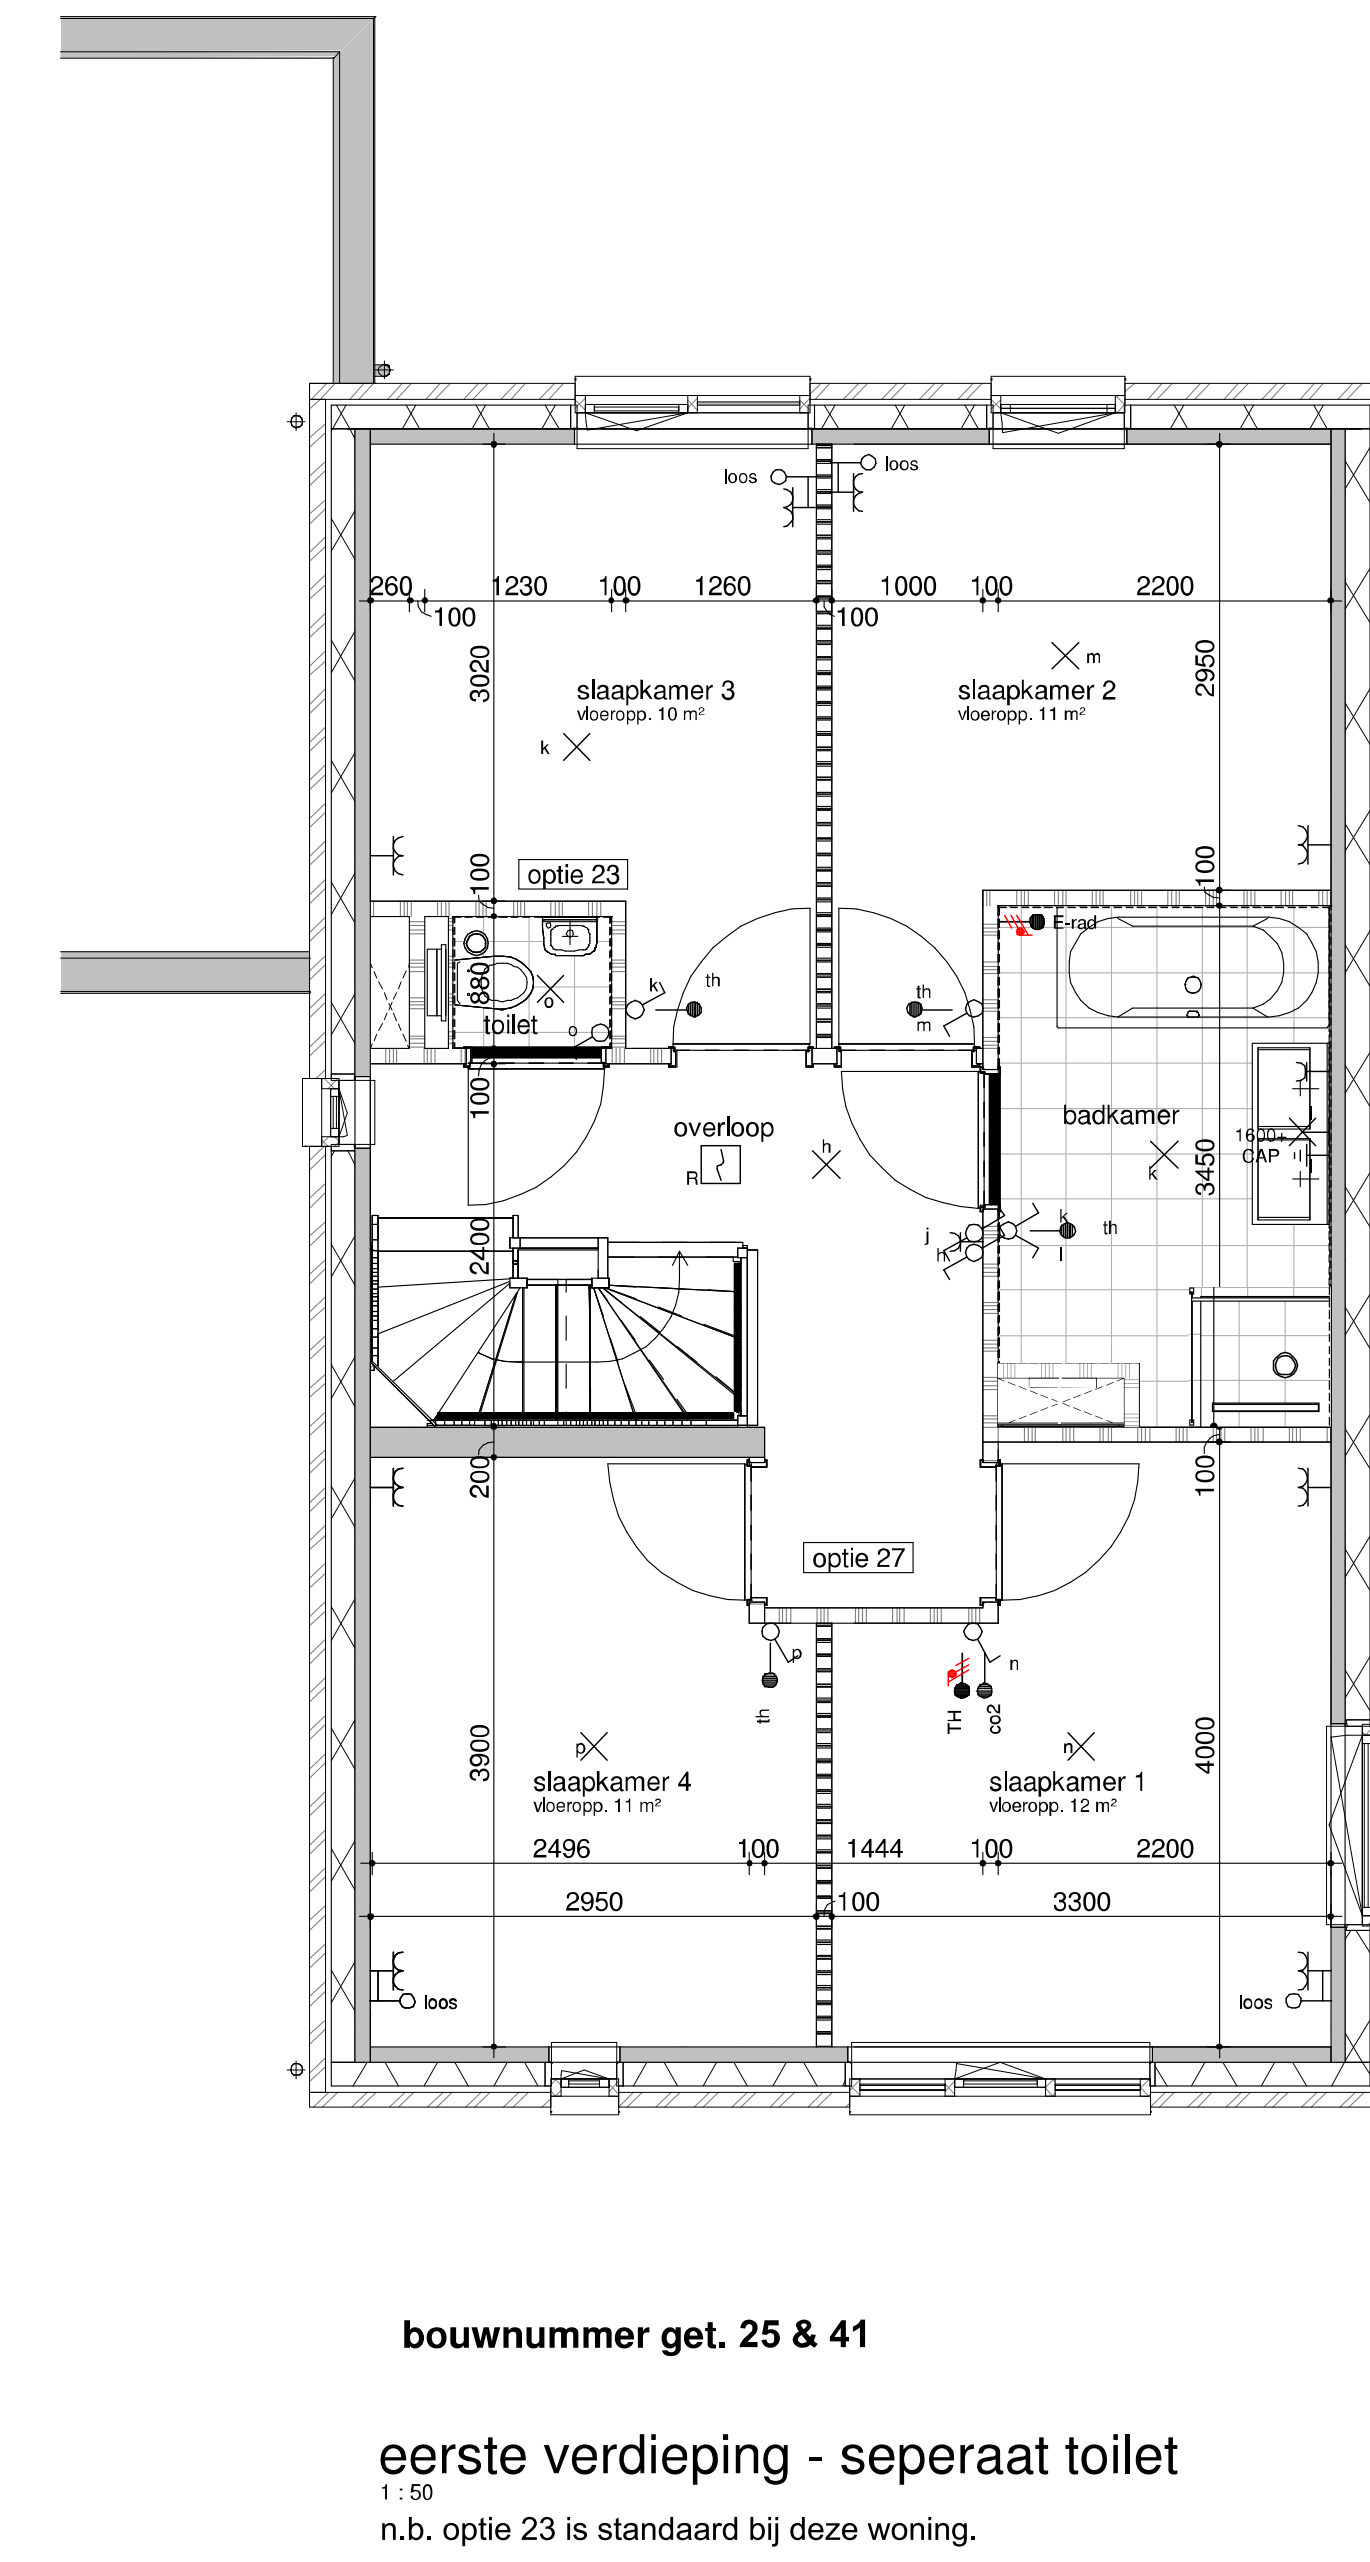 loos
loos
260
1230
100
1260
1000
100
2200
100
100
3020
2950
m
slaapkamer 3
vloeropp. 10 m²
slaapkamer 2
vloeropp. 11 m²
k
100
optie 23
100
E-rad
880
o
toilet
o
k
th
th
m
100
overloop
R
h
badkamer
1600+
CAP
k
3450
2400
j
h
k
l
th
200
100
optie 27
p
th
n
TH
co2
3900
4000
p
slaapkamer 4
vloeropp. 11 m²
n
slaapkamer 1
vloeropp. 12 m²
2496
100
1444
100
2200
2950
100
3300
loos
loos
bouwnummer get. 25 & 41
eerste verdieping - seperaat toilet
1 : 50
n.b. optie 23 is standaard bij deze woning.